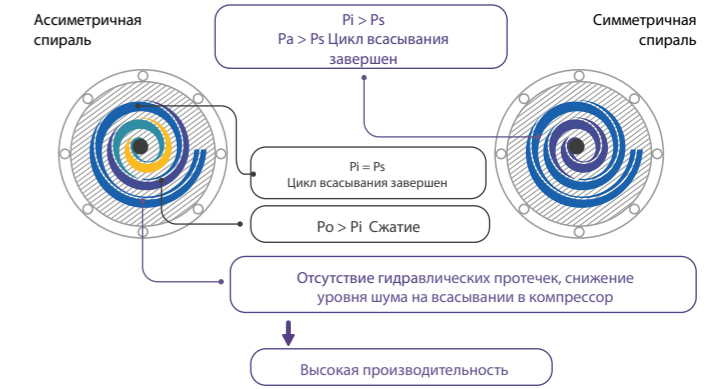 Ассиметричная
спираль
Pi > Ps
Pa > Ps Цикл всасывания
завершен
Симметричная
спираль
Pi = Ps
Цикл всасывания завершен
Po > Pi Сжатие
Отсутствие гидравлических протечек, снижение
уровня шума на всасывании в компрессор
Высокая производительность